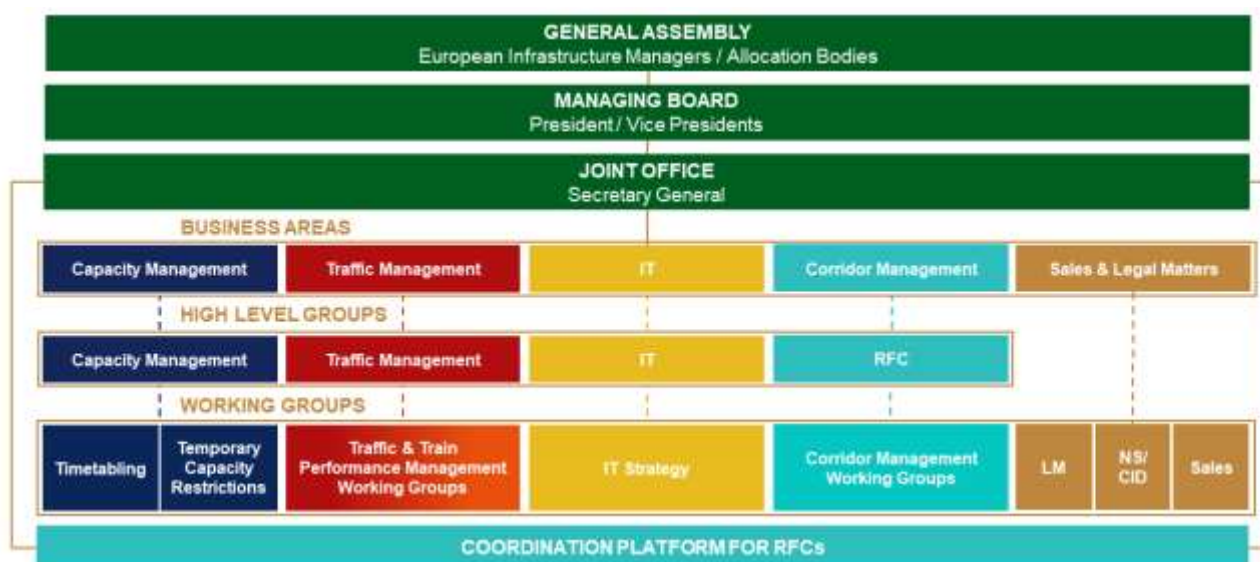 GENERAL ASSEMBLY
European Infrastructure Managers / Allocation Bodies
MANAGING BOARD
President / Vice Presidents
JOINT OFFICE
Secretary General
BUSINESS AREAS
Capacity Management
Traffic Management
IT
Corridor Management
Sales & Legal Matters
HIGH LEVEL GROUPS
Capacity Management
Traffic Management
IT
RFC
WORKING GROUPS
Timetabling
Temporary
Capacity
Restrictions
Traffic & Train
Performance Management
Working Groups
IT Strategy
Corridor Management
Working Groups
LM
NS/
CID
Sales
COORDINATION PLATFORM FOR RFCs